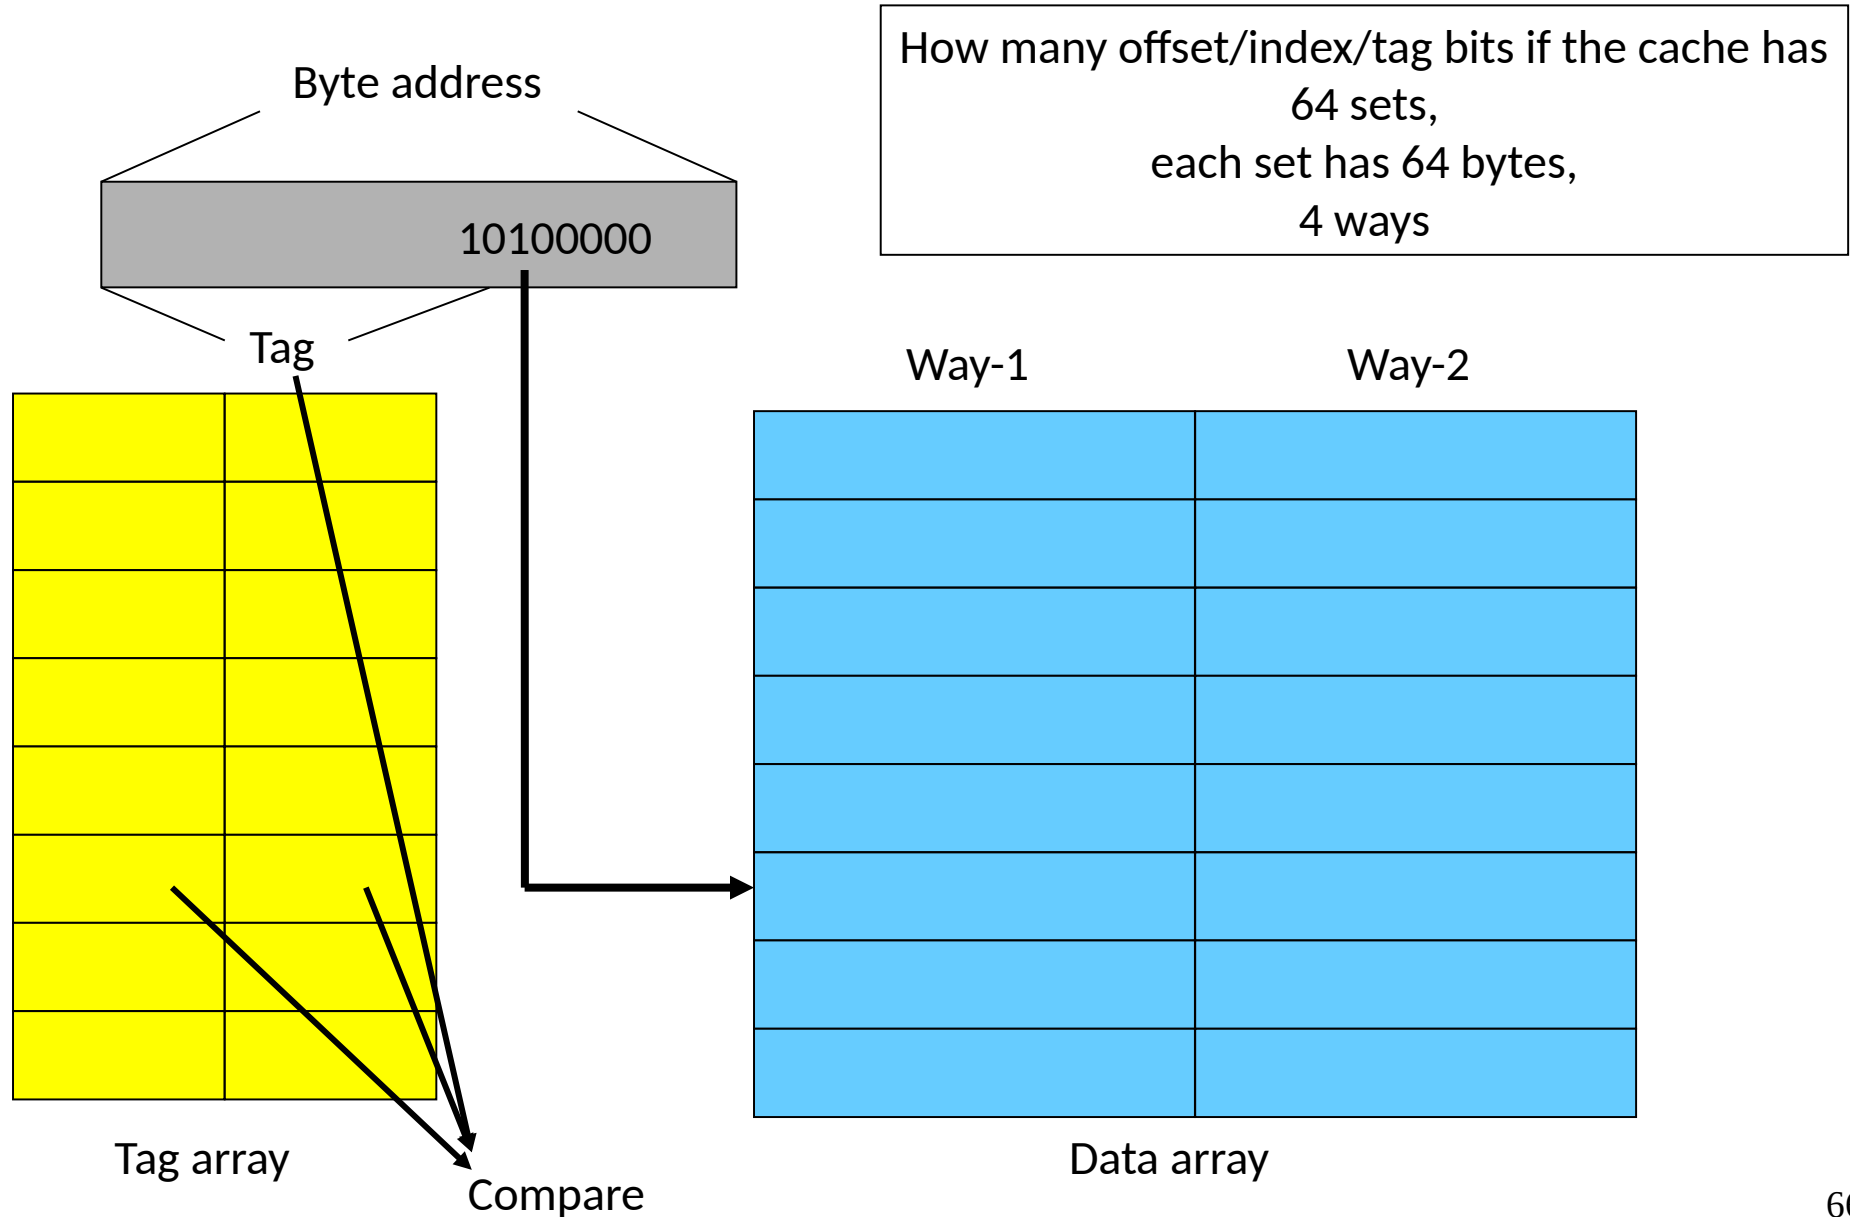 How many offset/index/tag bits if the cache has
64 sets,
each set has 64 bytes,
4 ways
Byte address
10100000
Tag
Way-1
Way-2
Tag array
Data array
Compare